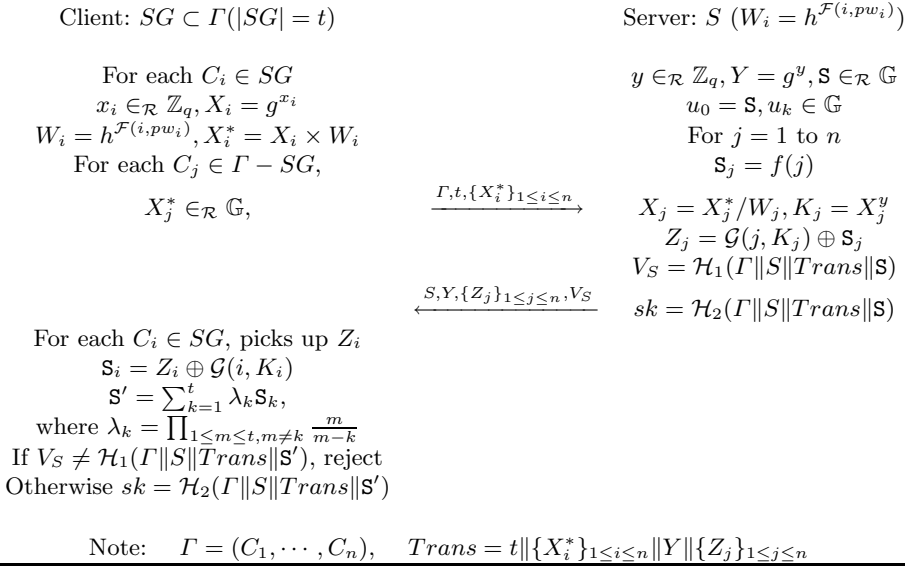 Client: SG ⊂ Γ(|SG| = t)
Server: S (W_i = h^{F(i,pw_i)})
For each C_i ∈ SG
x_i ∈_R ℤ_q, X_i = g^{x_i}
W_i = h^{F(i,pw_i)}, X_i^* = X_i × W_i
For each C_j ∈ Γ − SG,
X_j^* ∈_R 𝔾,
Γ,t,{X_i^*}_{1≤i≤n}
y ∈_R ℤ_q, Y = g^y, S ∈_R 𝔾
u_0 = S, u_k ∈ 𝔾
For j = 1 to n
S_j = f(j)
X_j = X_j^*/W_j, K_j = X_j^y
Z_j = G(j, K_j) ⊕ S_j
V_S = H_1(Γ‖S‖Trans‖S)
S,Y,{Z_j}_{1≤j≤n},V_S
sk = H_2(Γ‖S‖Trans‖S)
For each C_i ∈ SG, picks up Z_i
S_i = Z_i ⊕ G(i, K_i)
S′ = ∑_{k=1}^{t} λ_k S_k,
where λ_k = ∏_{1≤m≤t,m≠k} m/(m−k)
If V_S ≠ H_1(Γ‖S‖Trans‖S′), reject
Otherwise sk = H_2(Γ‖S‖Trans‖S′)
Note: Γ = (C_1, ⋯ , C_n), Trans = t‖{X_i^*}_{1≤i≤n}‖Y‖{Z_j}_{1≤j≤n}